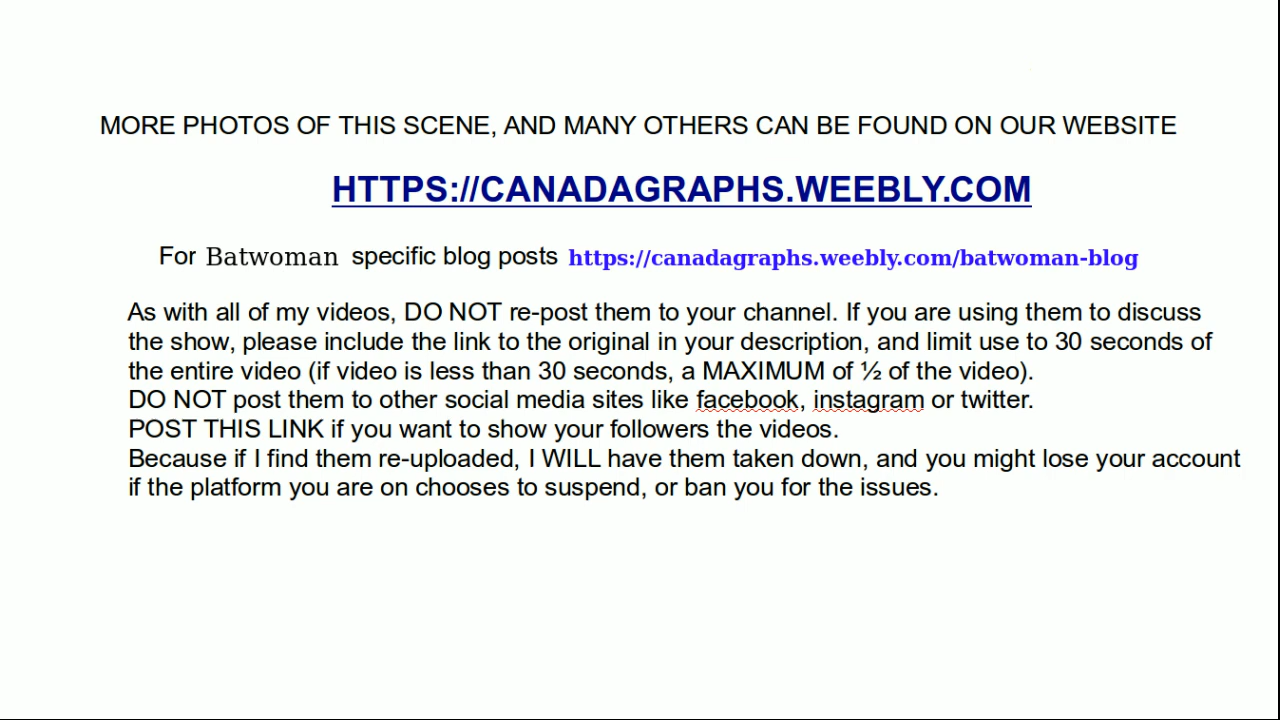 MORE PHOTOS OF THIS SCENE, AND MANY OTHERS CAN BE FOUND ON OUR WEBSITE
HTTPS://CANADAGRAPHS.WEEBLY.COM
For Batwoman specific blog posts https://canadagraphs.weebly.com/batwoman-blog
As with all of my videos, DO NOT re-post them to your channel. If you are using them to discuss
the show, please include the link to the original in your description, and limit use to 30 seconds of
the entire video (if video is less than 30 seconds, a MAXIMUM of ½ of the video).
DO NOT post them to other social media sites like facebook, instagram or twitter.
POST THIS LINK if you want to show your followers the videos.
Because if I find them re-uploaded, I WILL have them taken down, and you might lose your account
if the platform you are on chooses to suspend, or ban you for the issues.